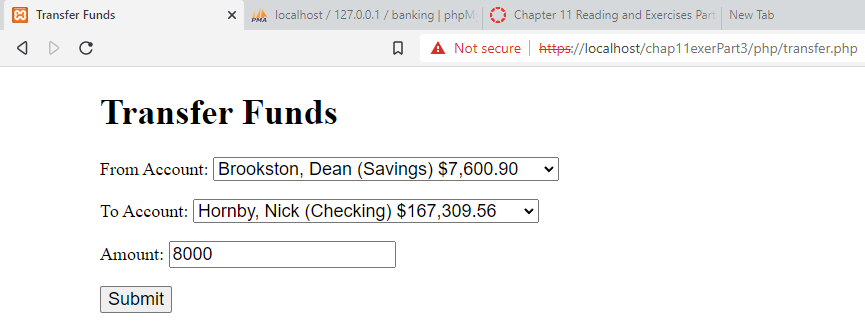 Transfer Funds
localhost / 127.0.0.1 / banking | phpM
Chapter 11 Reading and Exercises Part
New Tab
Not secure | https://localhost/chap11exerPart3/php/transfer.php
Transfer Funds
From Account: Brookston, Dean (Savings) $7,600.90
To Account: Hornby, Nick (Checking) $167,309.56
Amount: 8000
Submit